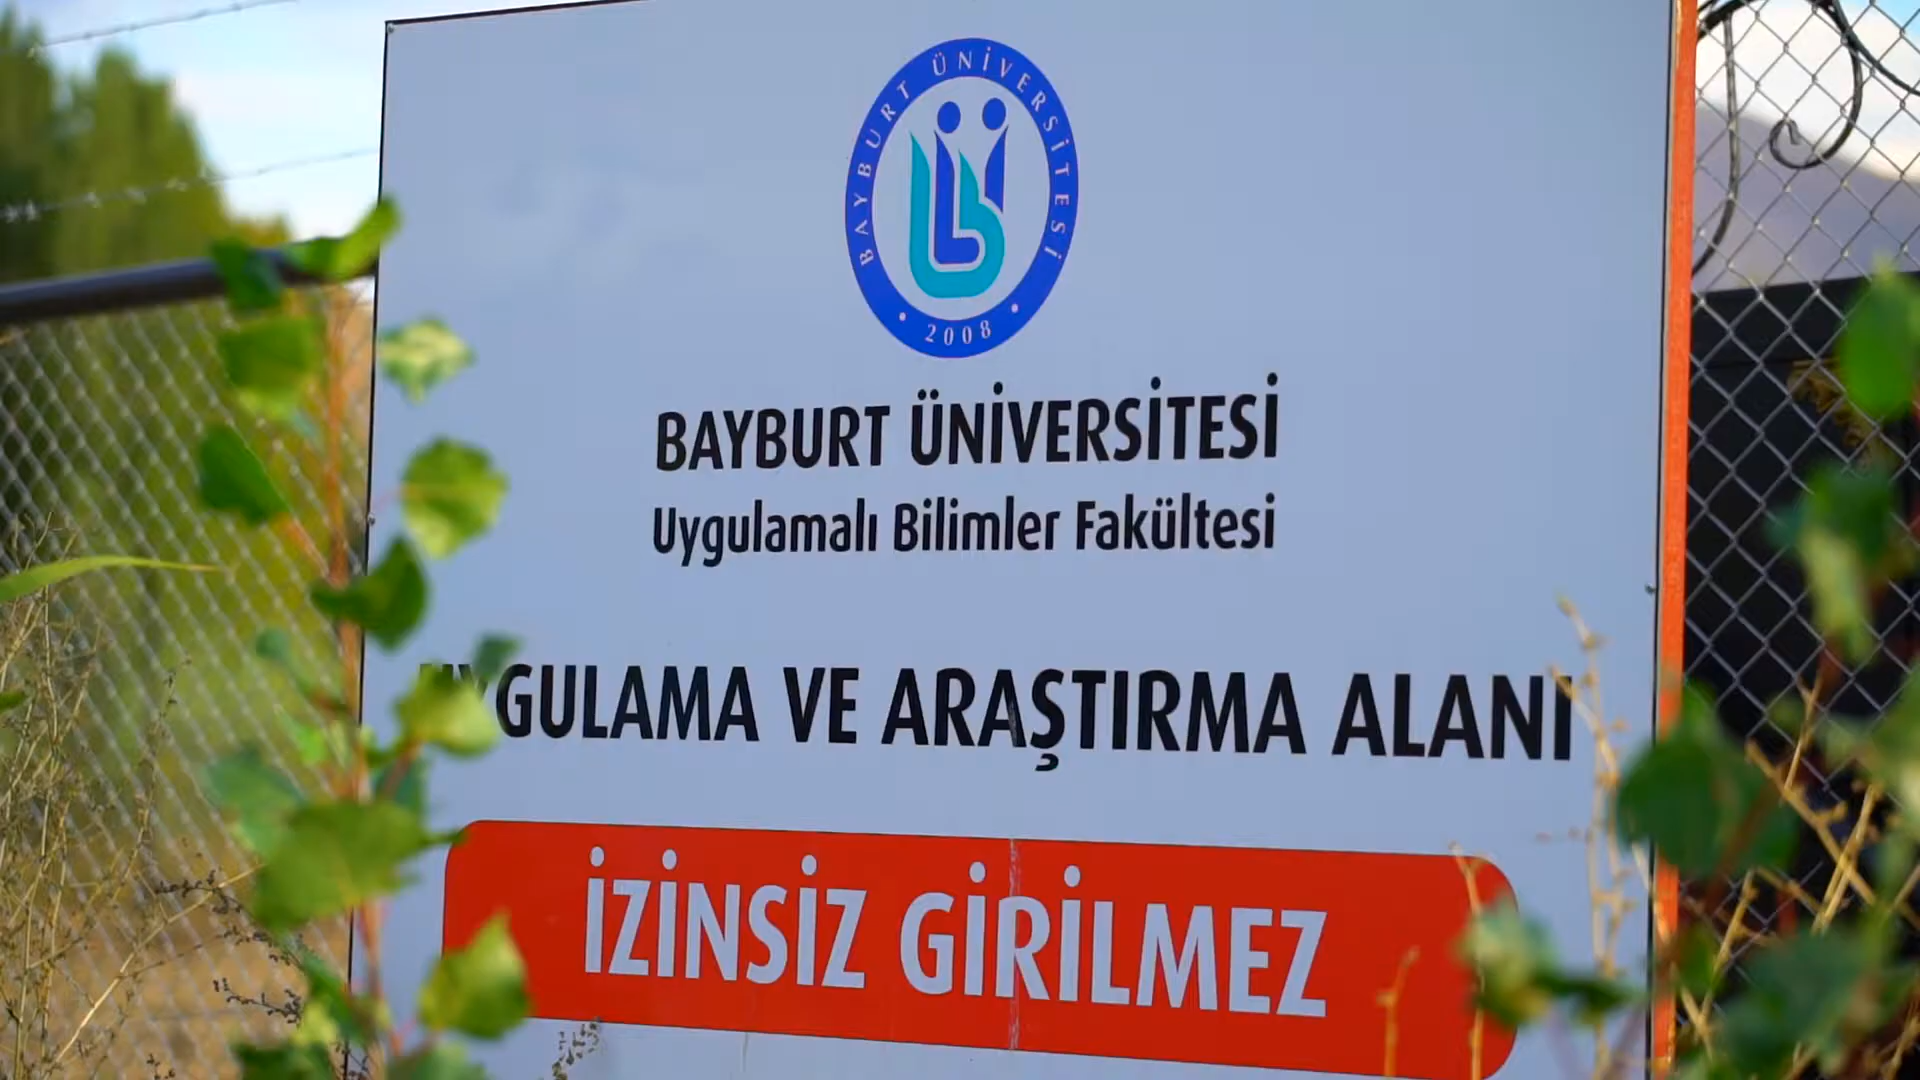 BAYBURT ÜNİVERSİTESİ
• 2008 •
BAYBURT ÜNİVERSİTESİ
Uygulamalı Bilimler Fakültesi
UYGULAMA VE ARAŞTIRMA ALANI
İZİNSİZ GİRİLMEZ